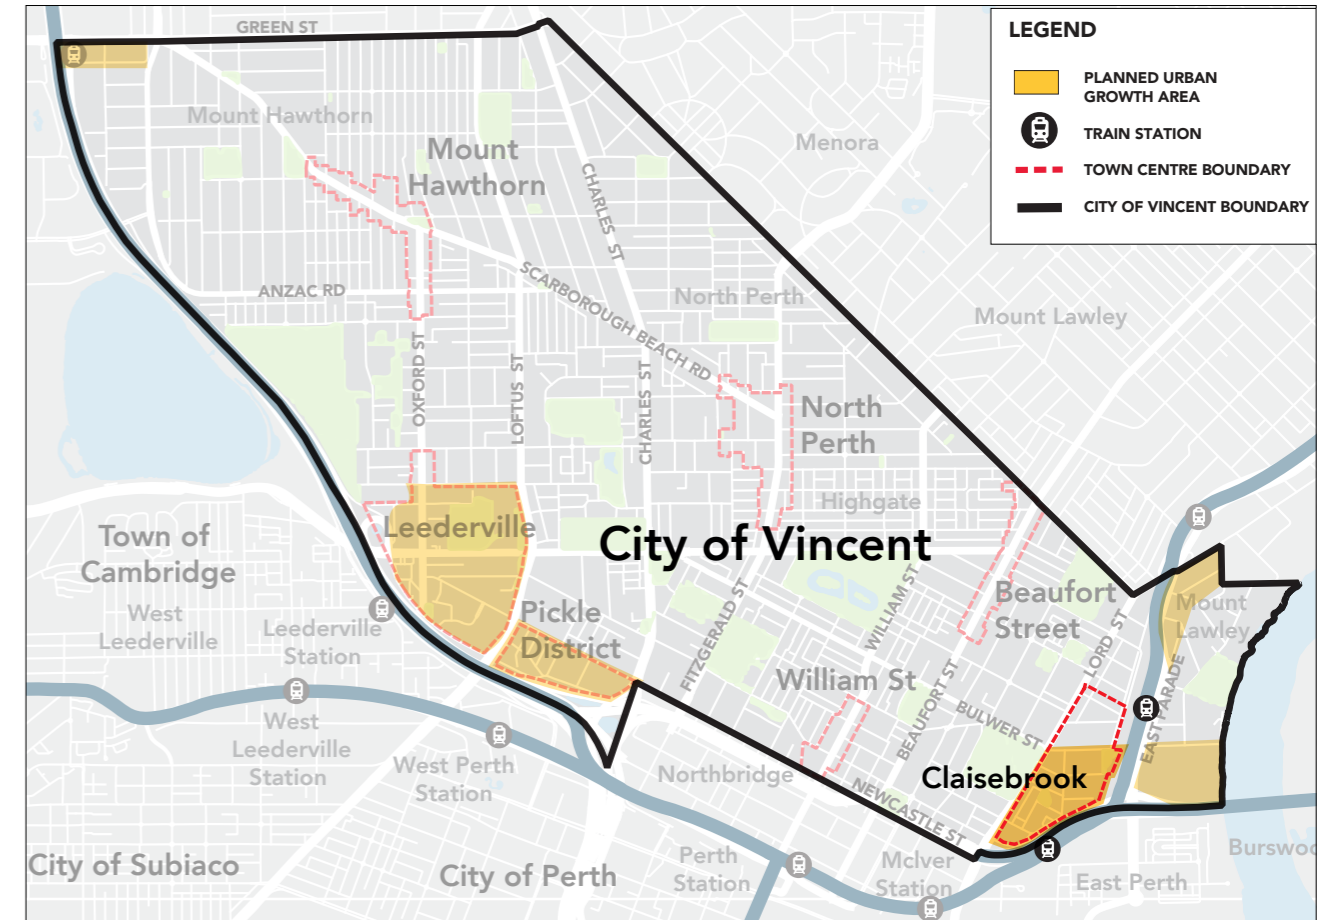 GREEN ST
LEGEND
PLANNED URBAN
GROWTH AREA
TRAIN STATION
TOWN CENTRE BOUNDARY
CITY OF VINCENT BOUNDARY
Mount Hawthorn
Mount
Hawthorn
Menora
CHARLES ST
ANZAC RD
SCARBOROUGH BEACH RD
North Perth
Mount Lawley
OXFORD ST
LOFTUS ST
CHARLES ST
North
Perth
Highgate
Leederville
City of Vincent
Town of
Cambridge
West
Leederville
Leederville
Station
Pickle
District
FITZGERALD ST
WILLIAM ST
Beaufort
Street
LORD ST
Mount
Lawley
William St
BEAUFORT ST
BULWER ST
EAST PARADE
West
Leederville
Station
West Perth
Station
Northbridge
Claisebrook
NEWCASTLE ST
City of Subiaco
City of Perth
Perth
Station
McIver
Station
East Perth
Burswoo